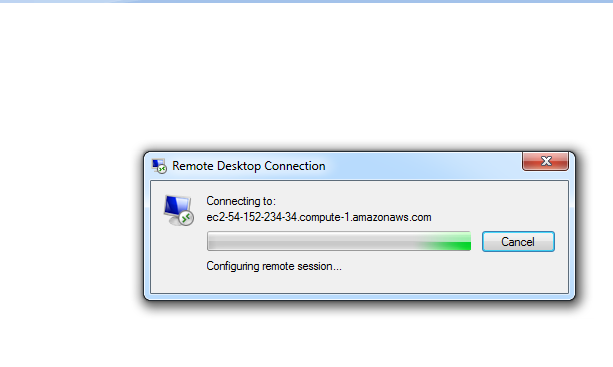 Remote Desktop Connection
Connecting to:
ec2-54-152-234-34.compute-1.amazonaws.com
Cancel
Configuring remote session...